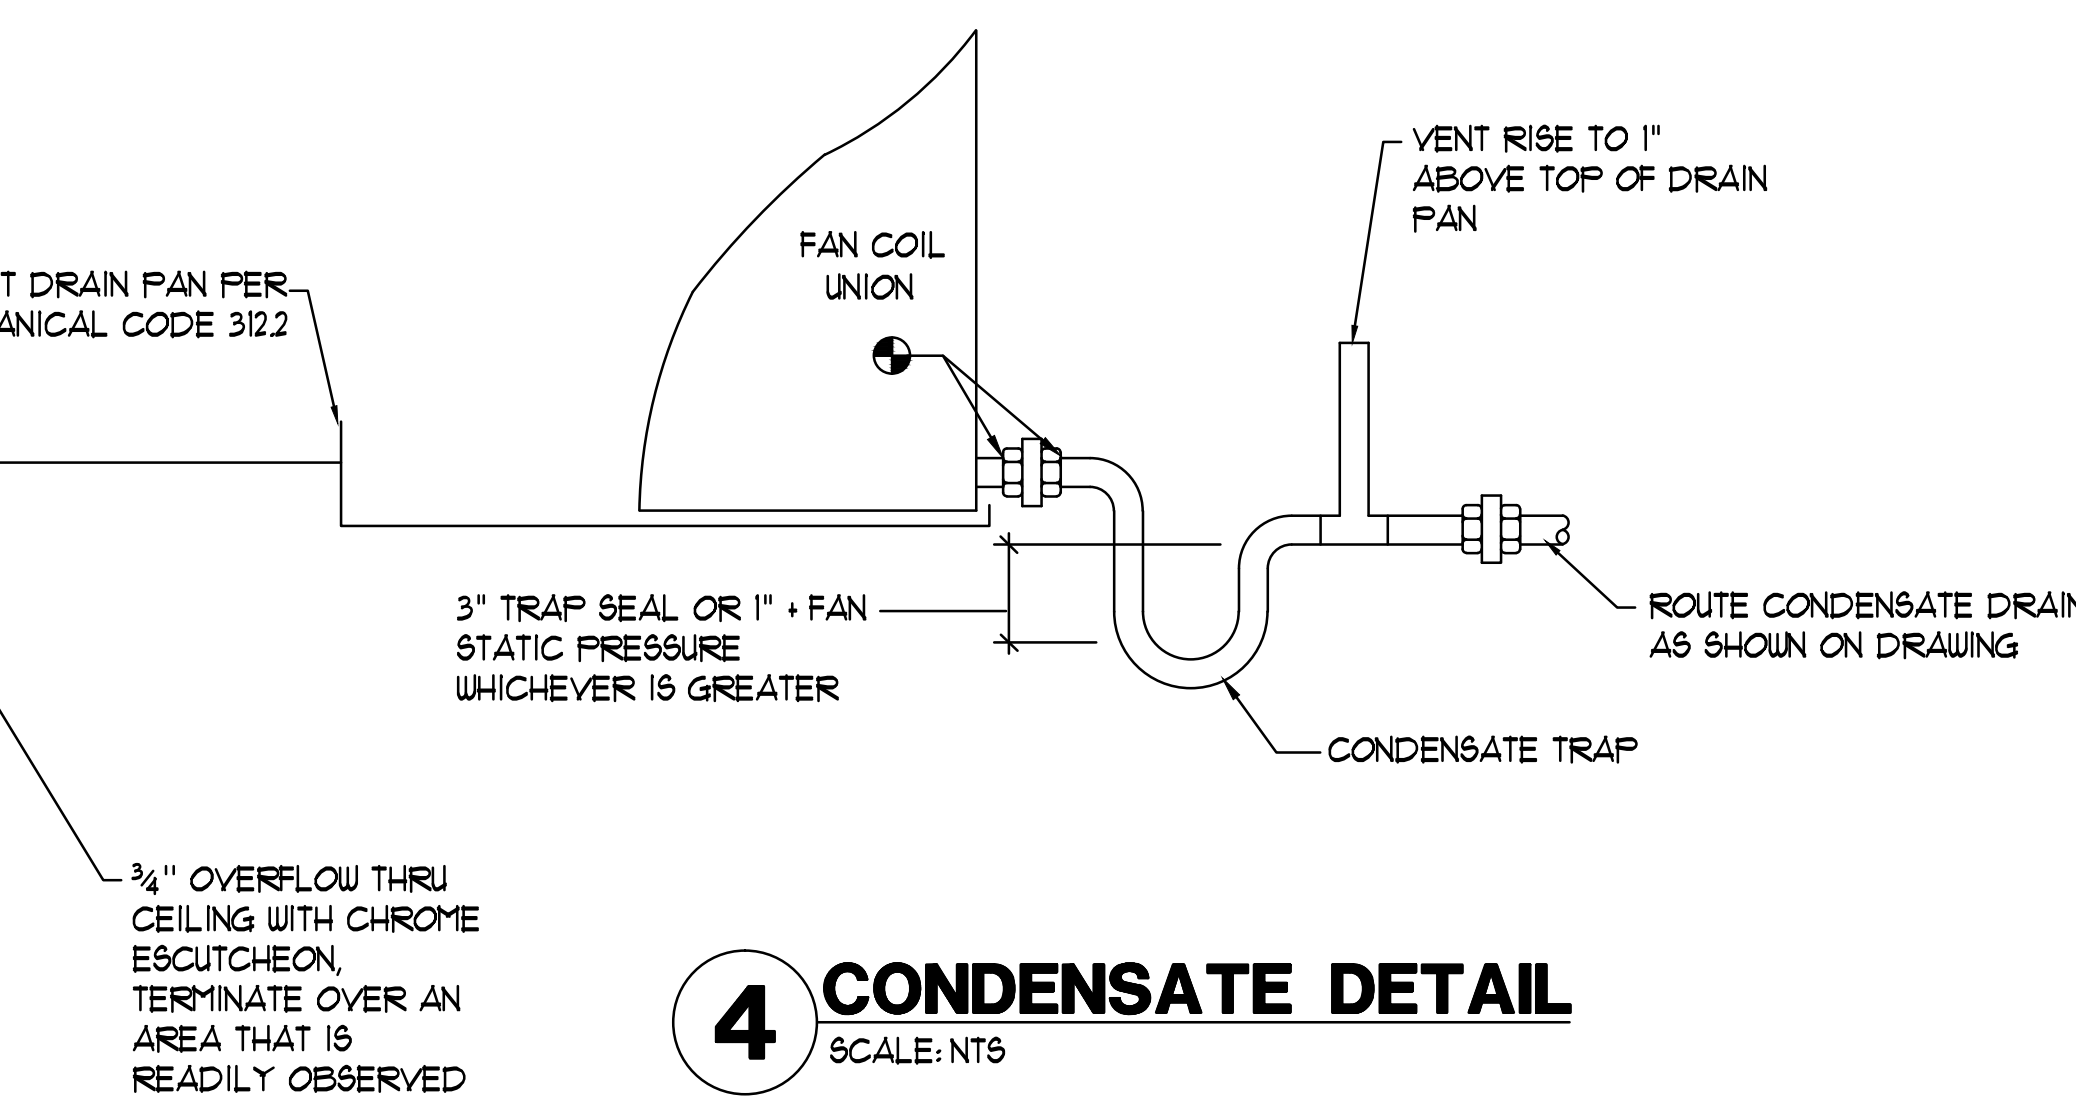 VENT RISE TO 1"
ABOVE TOP OF DRAIN
PAN
FAN COIL
UNION
T DRAIN PAN PER
ANICAL CODE 312.2
3" TRAP SEAL OR 1" + FAN
STATIC PRESSURE
WHICHEVER IS GREATER
ROUTE CONDENSATE DRAIN
AS SHOWN ON DRAWING
CONDENSATE TRAP
3/4" OVERFLOW THRU
CEILING WITH CHROME
ESCUTCHEON,
TERMINATE OVER AN
AREA THAT IS
READILY OBSERVED
4 CONDENSATE DETAIL
SCALE: NTS